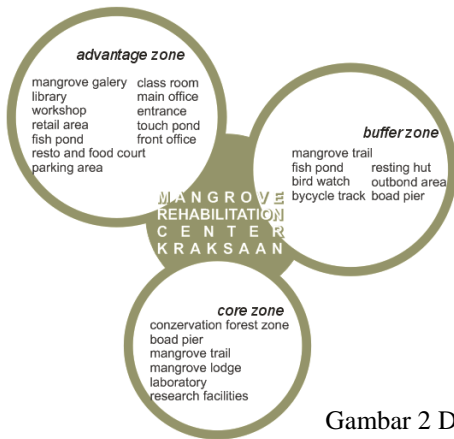 advantage zone
mangrove galery
library
workshop
retail area
fish pond
resto and food court
parking area
class room
main office
entrance
touch pond
front office
buffer zone
mangrove trail
fish pond
bird watch
bycycle track
resting hut
outbond area
boad pier
MANGROVE
REHABILITATION
CENTER
KRAKSAAN
core zone
conzervation forest zone
boad pier
mangrove trail
mangrove lodge
laboratory
research facilities
Gambar 2 D